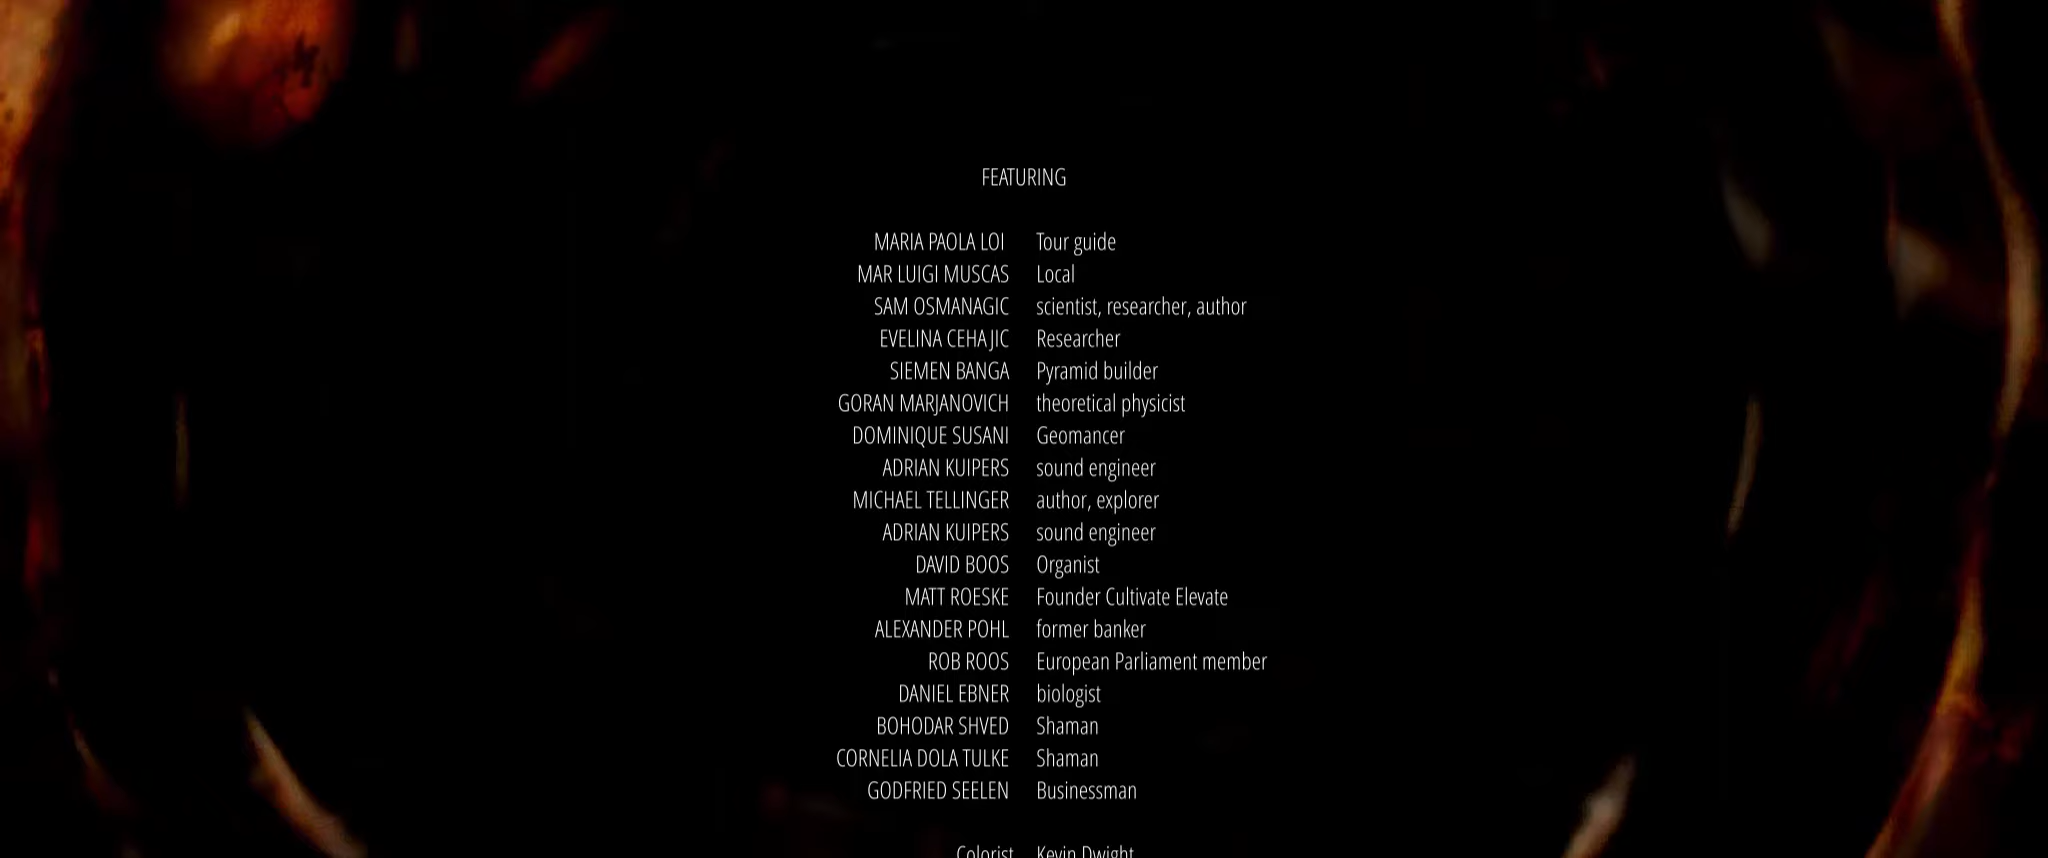 FEATURING
MARIA PAOLA LOI Tour guide
MAR LUIGI MUSCAS Local
SAM OSMANAGIC scientist, researcher, author
EVELINA CEHAJIC Researcher
SIEMEN BANGA Pyramid builder
GORAN MARJANOVICH theoretical physicist
DOMINIQUE SUSANI Geomancer
ADRIAN KUIPERS sound engineer
MICHAEL TELLINGER author, explorer
ADRIAN KUIPERS sound engineer
DAVID BOOS Organist
MATT ROESKE Founder Cultivate Elevate
ALEXANDER POHL former banker
ROB ROOS European Parliament member
DANIEL EBNER biologist
BOHODAR SHVED Shaman
CORNELIA DOLA TULKE Shaman
GODFRIED SEELEN Businessman
Colorist Kevin Dwight